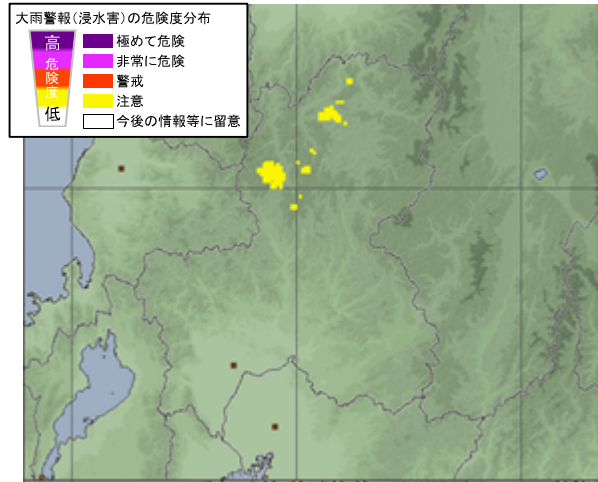 大雨警報(浸水害)の危険度分布
高
危
険
度
低
極めて危険
非常に危険
警戒
注意
今後の情報等に留意